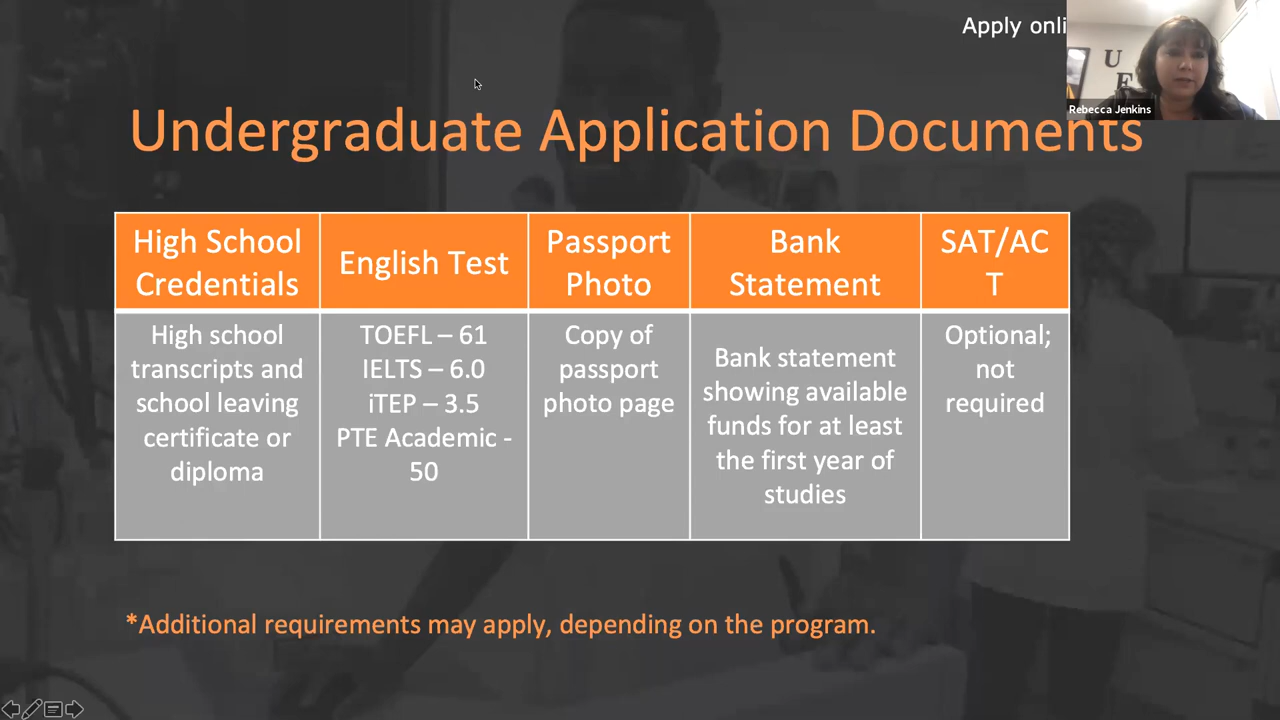 Apply onli
U
E
Rebecca Jenkins
Undergraduate Application Documents
High School
Credentials
English Test
Passport
Photo
Bank
Statement
SAT/AC
T
High school
transcripts and
school leaving
certificate or
diploma
TOEFL – 61
IELTS – 6.0
iTEP – 3.5
PTE Academic -
50
Copy of
passport
photo page
Bank statement
showing available
funds for at least
the first year of
studies
Optional;
not
required
*Additional requirements may apply, depending on the program.